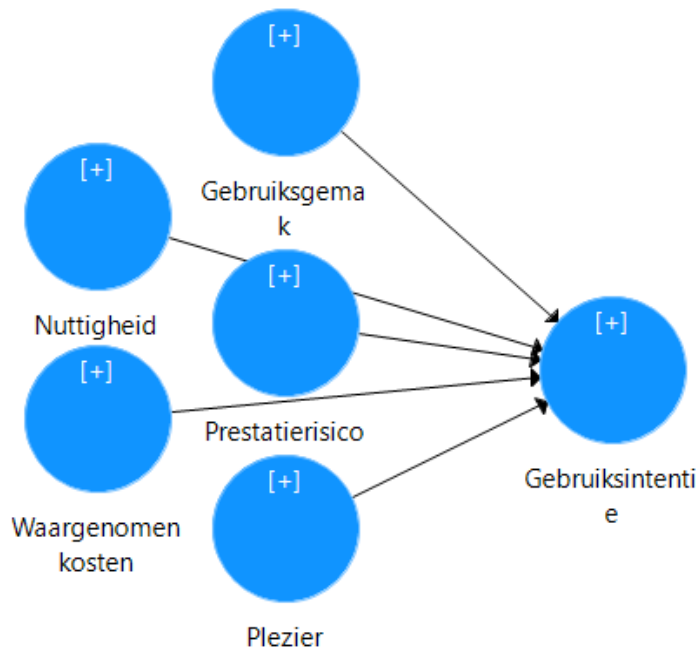 [+]
Gebruiksgema
k
[+]
Nuttigheid
[+]
Prestatierisico
[+]
Waargenomen
kosten
[+]
Plezier
[+]
Gebruiksintenti
e